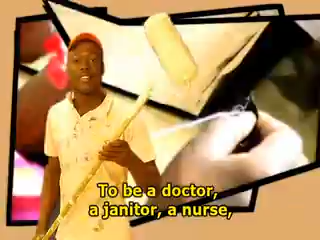 To be a doctor,
a janitor, a nurse,